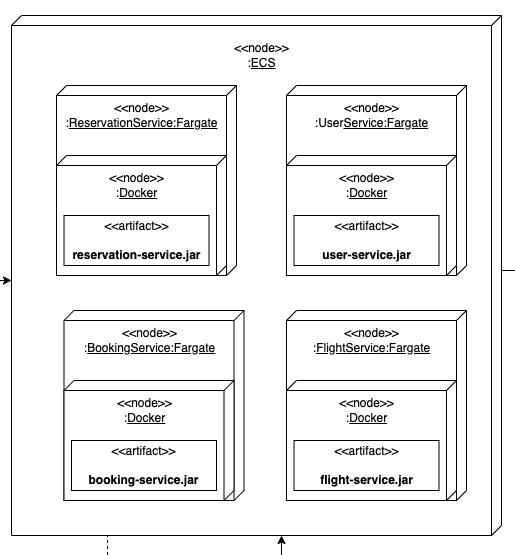 <<node>>
:ECS
<<node>>
:ReservationService:Fargate
<<node>>
:Docker
<<artifact>>
reservation-service.jar
<<node>>
:UserService:Fargate
<<node>>
:Docker
<<artifact>>
user-service.jar
<<node>>
:BookingService:Fargate
<<node>>
:Docker
<<artifact>>
booking-service.jar
<<node>>
:FlightService:Fargate
<<node>>
:Docker
<<artifact>>
flight-service.jar